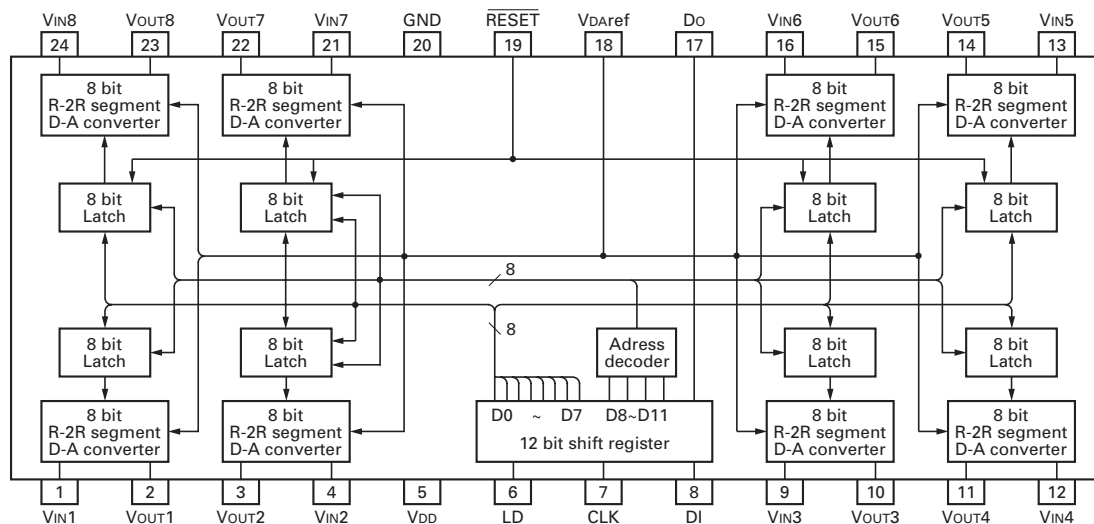 VIN8 VOUT8 VOUT7 VIN7 GND RESET VDAref DO VIN6 VOUT6 VOUT5 VIN5
24 23 22 21 20 19 18 17 16 15 14 13
8 bit 8 bit 8 bit 8 bit
R-2R segment R-2R segment R-2R segment R-2R segment
D-A converter D-A converter D-A converter D-A converter
8 bit 8 bit 8 bit 8 bit
Latch Latch Latch Latch
8
8
8 bit 8 bit Adress 8 bit 8 bit
Latch Latch decoder Latch Latch
8 bit 8 bit D0 ~ D7 D8~D11 8 bit 8 bit
R-2R segment R-2R segment 12 bit shift register R-2R segment R-2R segment
D-A converter D-A converter D-A converter D-A converter
1 2 3 4 5 6 7 8 9 10 11 12
VIN1 VOUT1 VOUT2 VIN2 VDD LD CLK DI VIN3 VOUT3 VOUT4 VIN4